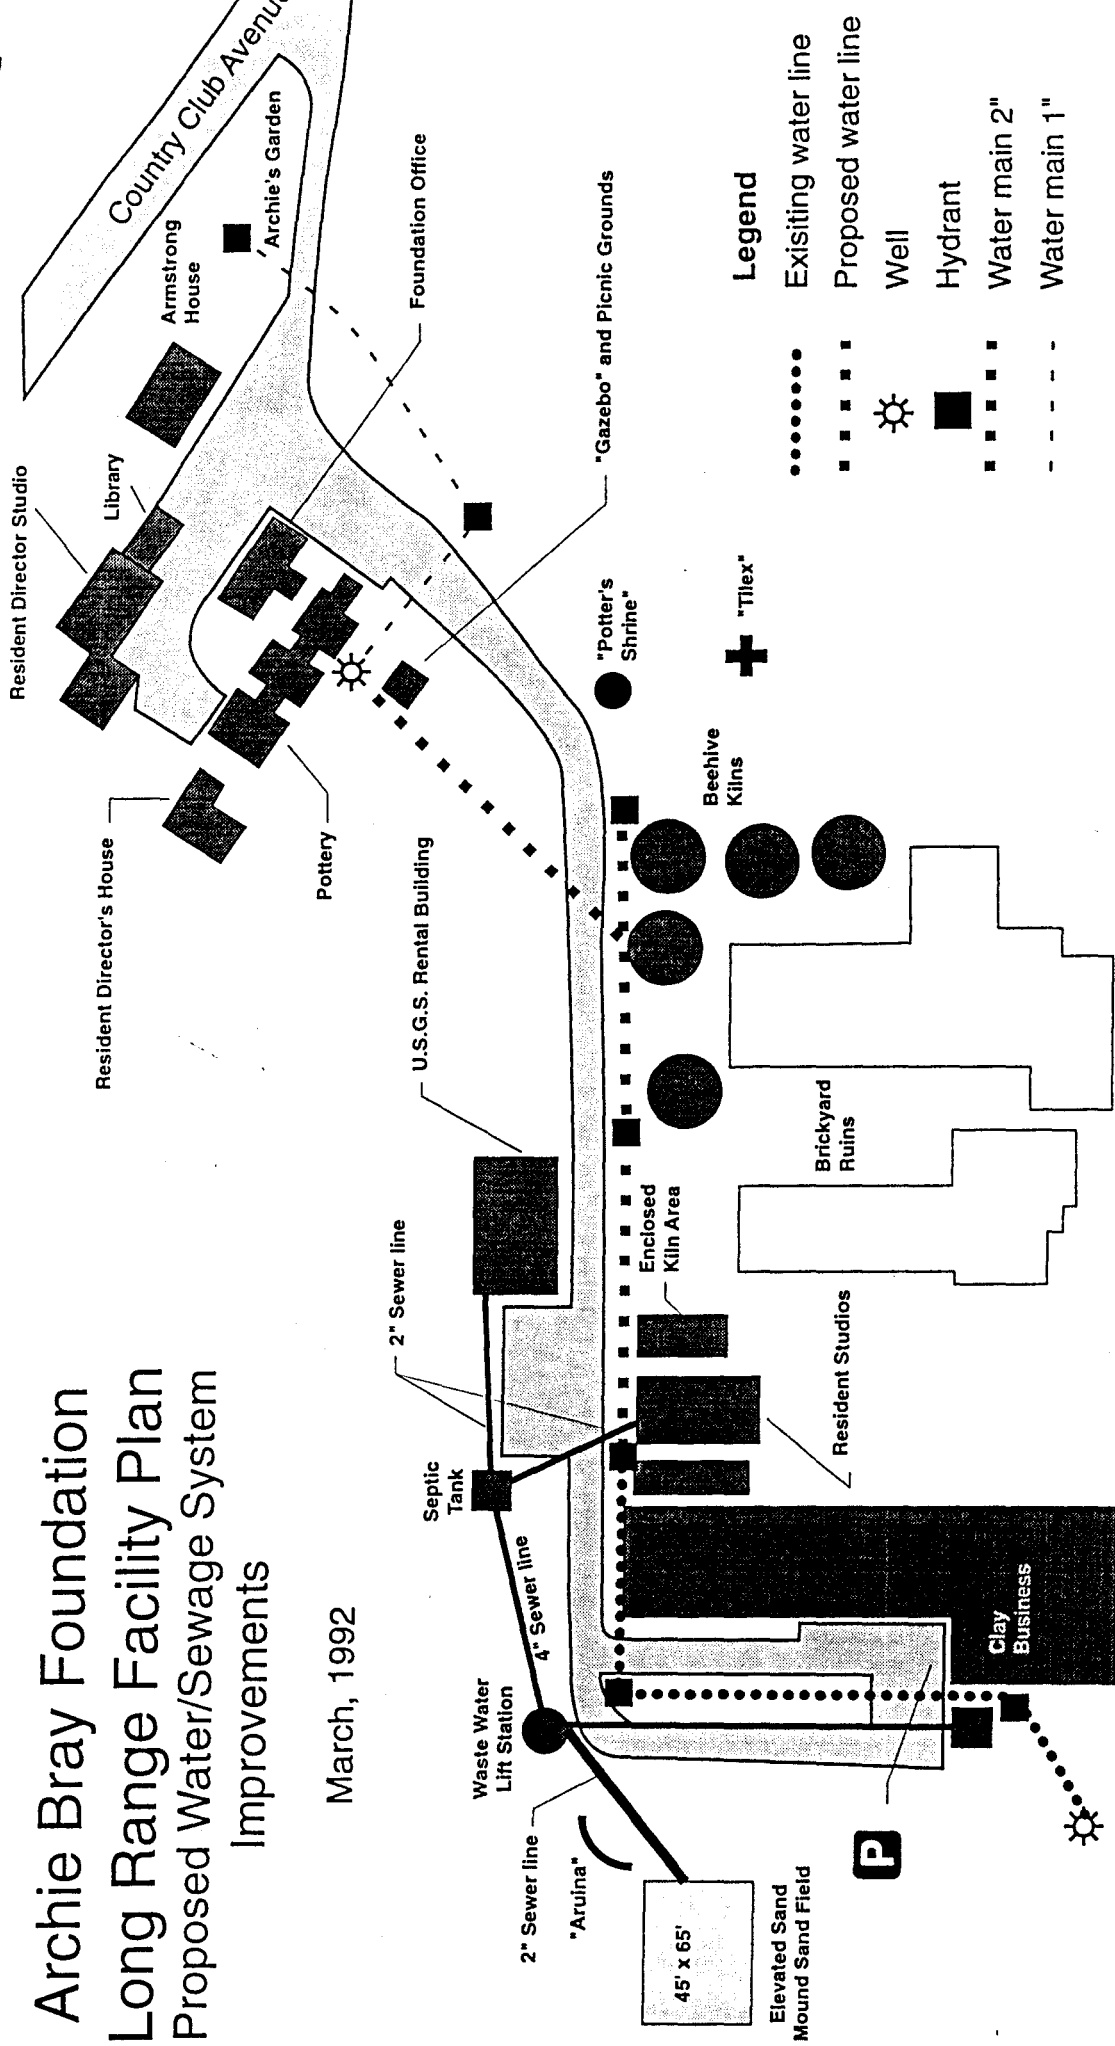 Archie Bray Foundation
Long Range Facility Plan
Proposed Water/Sewage System
Improvements
March, 1992
Resident Director Studio
Library
Armstrong
House
Country Club Avenue
Archie's Garden
Foundation Office
"Gazebo" and Picnic Grounds
Resident Director's House
Pottery
U.S.G.S. Rental Building
"Potter's
Shrine"
"Tilex"
Beehive
Kilns
2" Sewer line
Septic
Tank
4" Sewer line
Enclosed
Kiln Area
Brickyard
Ruins
Resident Studios
Waste Water
Lift Station
Clay
Business
2" Sewer line
"Aruina"
45' x 65'
Elevated Sand
Mound Sand Field
P
Legend
Exisiting water line
Proposed water line
Well
Hydrant
Water main 2"
Water main 1"